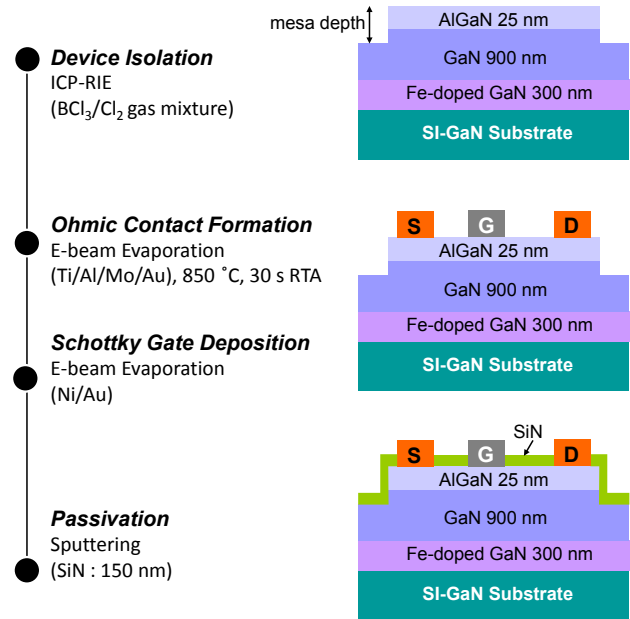 mesa depth
AlGaN 25 nm
Device Isolation
ICP-RIE
(BCl₃/Cl₂ gas mixture)
GaN 900 nm
Fe-doped GaN 300 nm
SI-GaN Substrate
Ohmic Contact Formation
E-beam Evaporation
(Ti/Al/Mo/Au), 850 ˚C, 30 s RTA
S G D
AlGaN 25 nm
GaN 900 nm
Fe-doped GaN 300 nm
SI-GaN Substrate
Schottky Gate Deposition
E-beam Evaporation
(Ni/Au)
SiN
S G D
AlGaN 25 nm
GaN 900 nm
Fe-doped GaN 300 nm
SI-GaN Substrate
Passivation
Sputtering
(SiN : 150 nm)